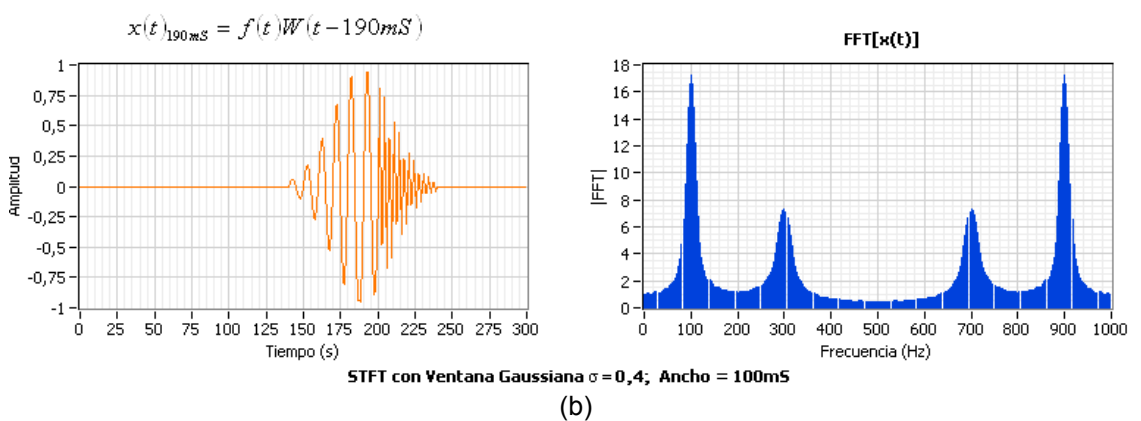 x(t)190mS = f(t)W(t−190mS)
FFT[x(t)]
1
0,75
0,5
0,25
0
-0,25
-0,5
-0,75
-1
Amplitud
0 25 50 75 100 125 150 175 200 225 250 275 300
Tiempo (s)
18
16
14
12
10
8
6
4
2
0
|FFT|
0 100 200 300 400 500 600 700 800 900 1000
Frecuencia (Hz)
STFT con Ventana Gaussiana σ=0,4; Ancho = 100mS
(b)